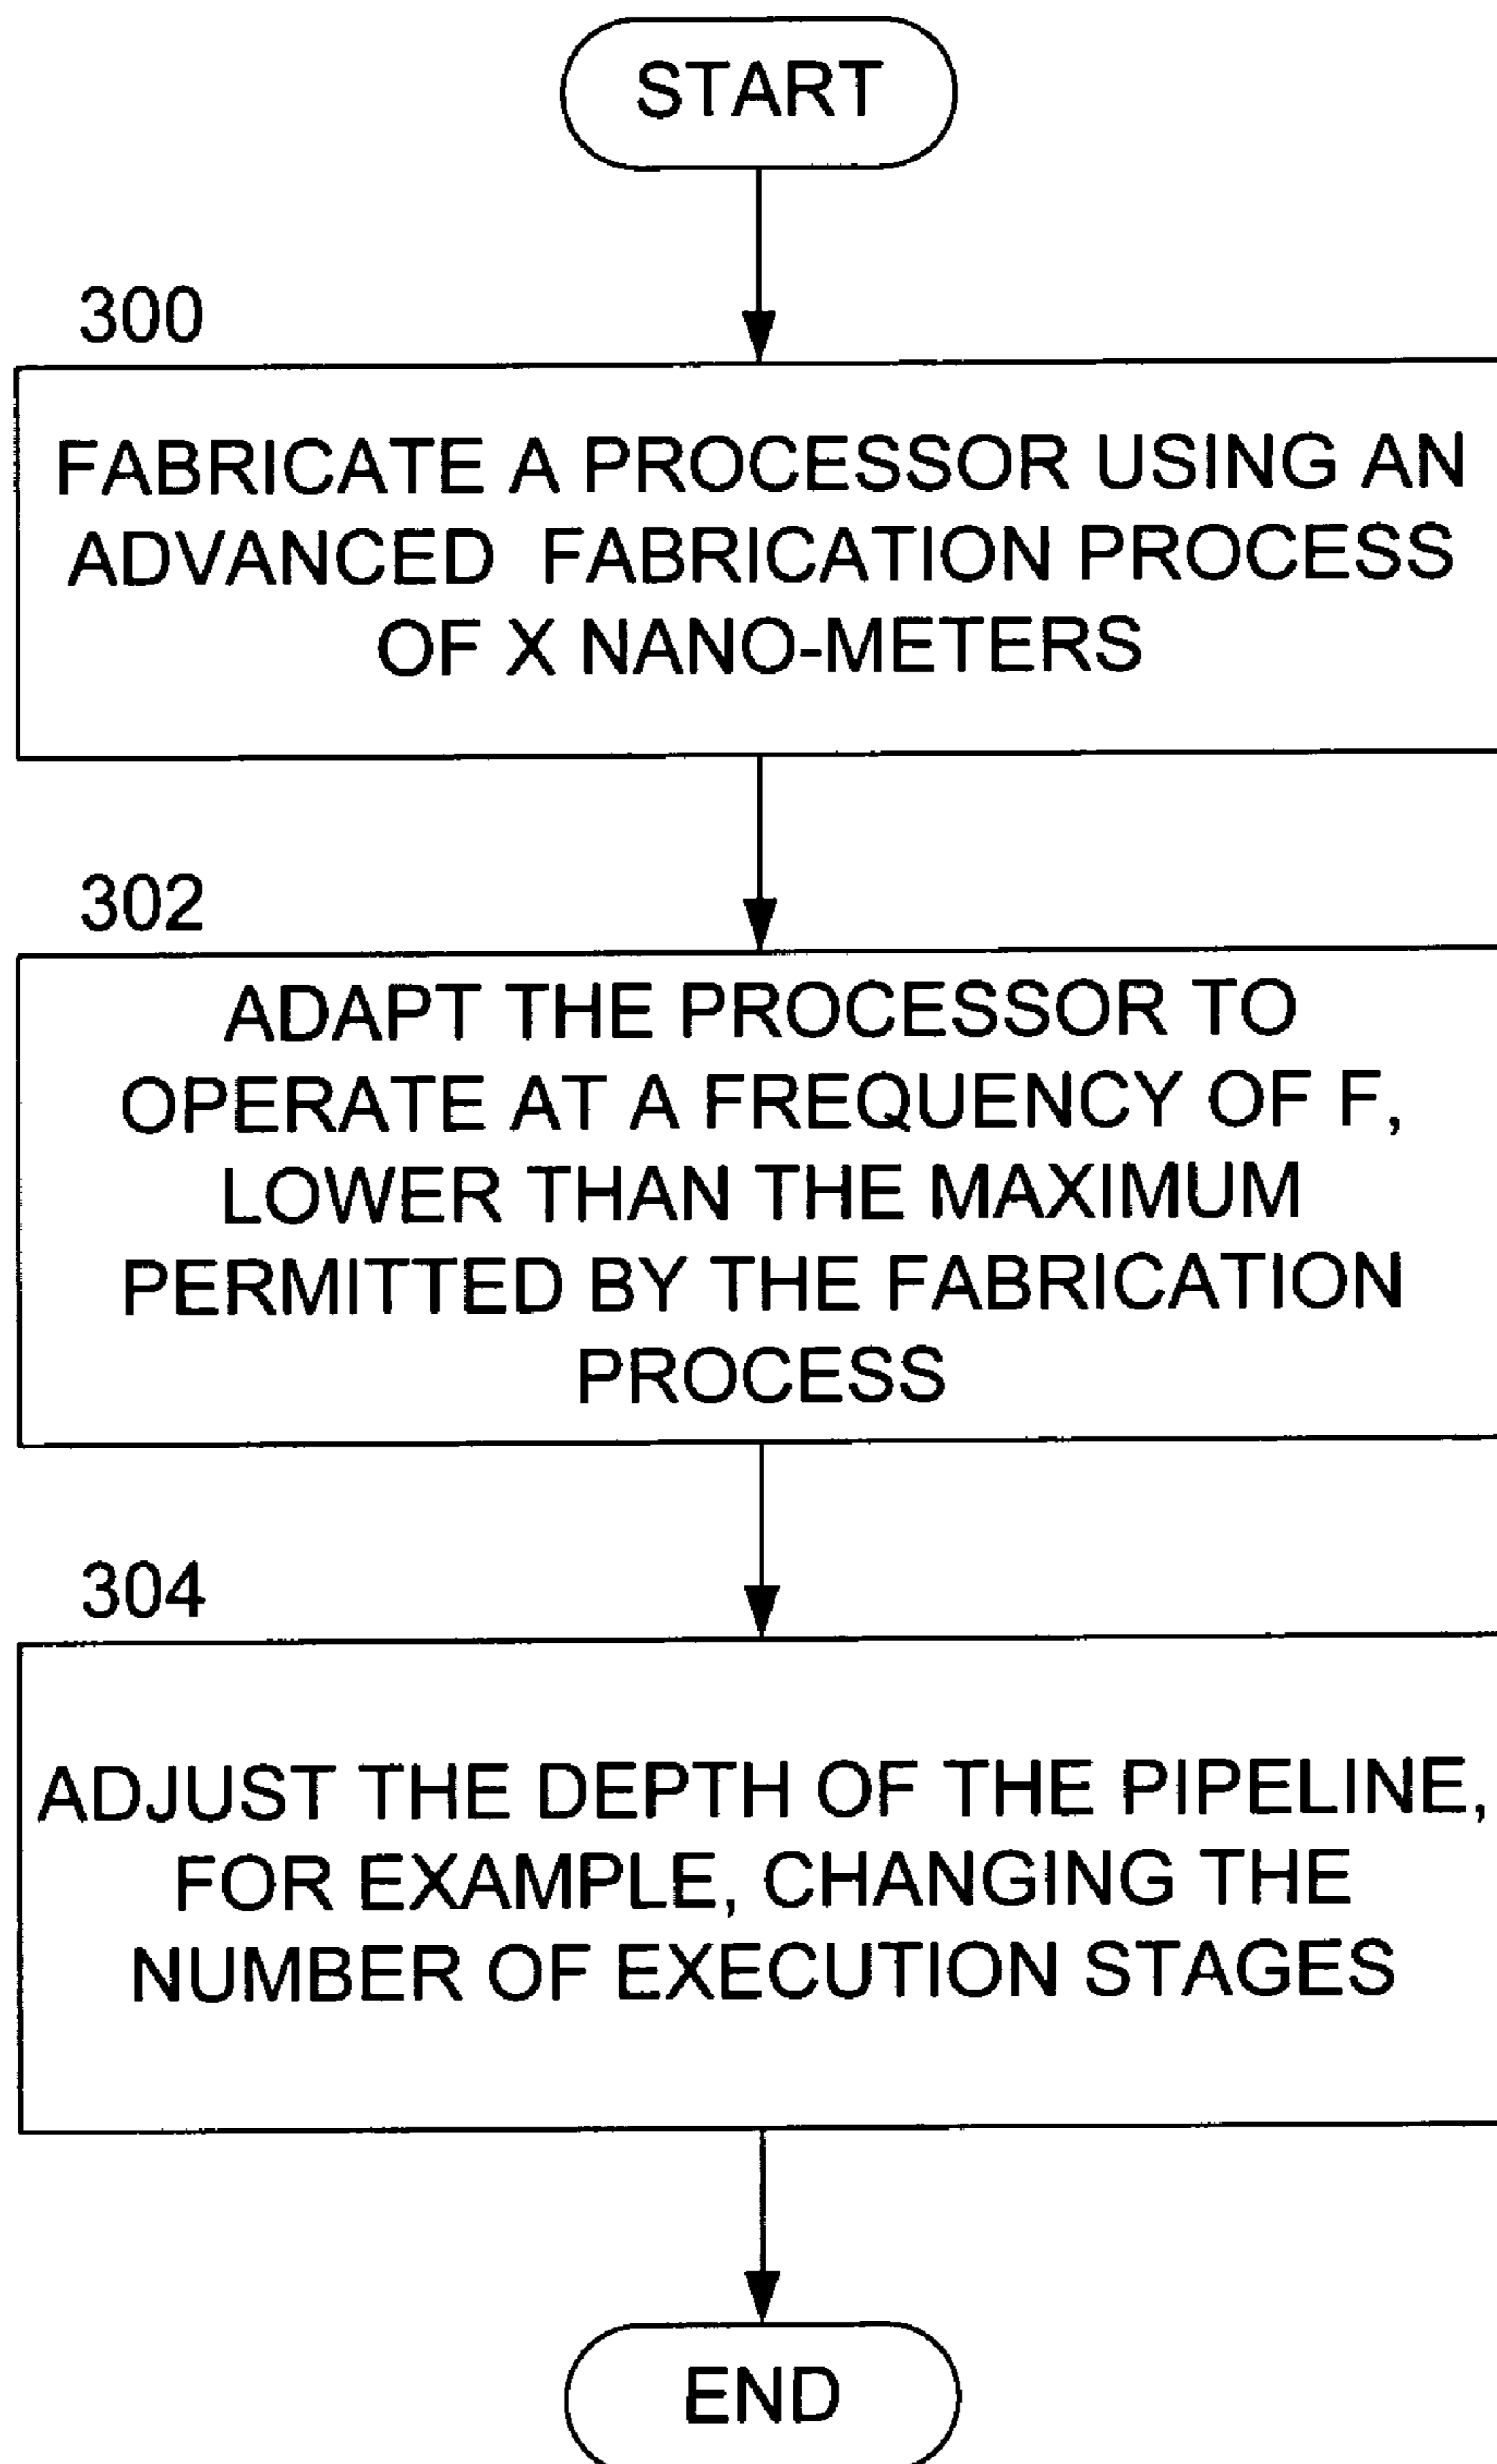 START
300
FABRICATE A PROCESSOR USING AN
ADVANCED FABRICATION PROCESS
OF X NANO-METERS
302
ADAPT THE PROCESSOR TO
OPERATE AT A FREQUENCY OF F,
LOWER THAN THE MAXIMUM
PERMITTED BY THE FABRICATION
PROCESS
304
ADJUST THE DEPTH OF THE PIPELINE,
FOR EXAMPLE, CHANGING THE
NUMBER OF EXECUTION STAGES
END